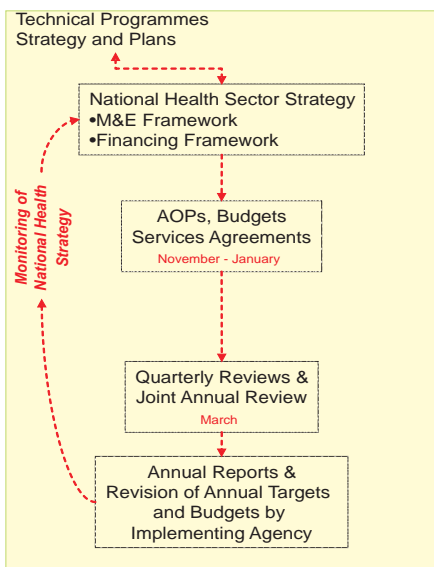 Technical Programmes
Strategy and Plans
National Health Sector Strategy
•M&E Framework
•Financing Framework
Monitoring of
National Health
Strategy
AOPs, Budgets
Services Agreements
November - January
Quarterly Reviews &
Joint Annual Review
March
Annual Reports &
Revision of Annual Targets
and Budgets by
Implementing Agency